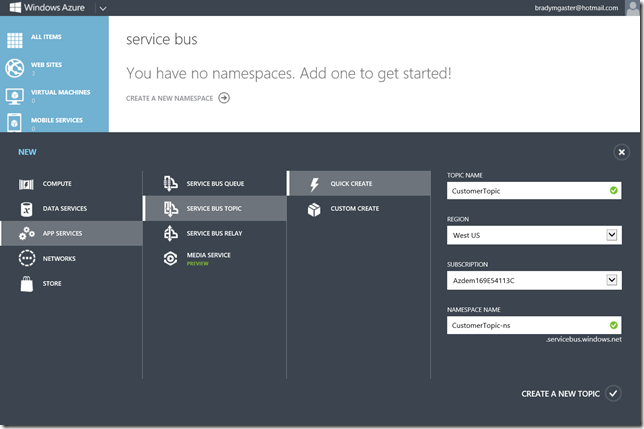 Windows Azure
bradymgaster@hotmail.com
ALL ITEMS
WEB SITES
3
VIRTUAL MACHINES
0
MOBILE SERVICES
0
service bus
You have no namespaces. Add one to get started!
CREATE A NEW NAMESPACE
NEW
COMPUTE
DATA SERVICES
APP SERVICES
NETWORKS
STORE
SERVICE BUS QUEUE
SERVICE BUS TOPIC
SERVICE BUS RELAY
MEDIA SERVICE
PREVIEW
QUICK CREATE
CUSTOM CREATE
TOPIC NAME
CustomerTopic
REGION
West US
SUBSCRIPTION
Azdem169E54113C
NAMESPACE NAME
CustomerTopic-ns
.servicebus.windows.net
CREATE A NEW TOPIC